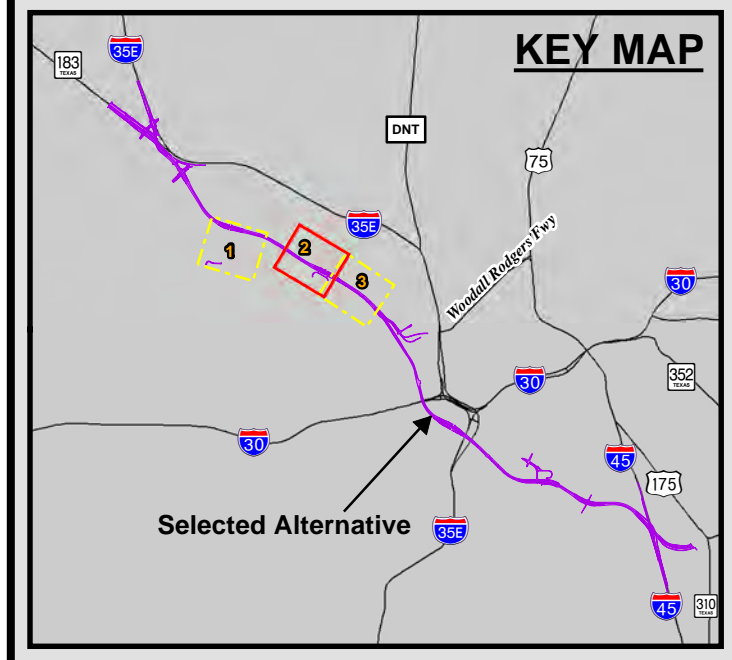 KEY MAP
35E
183
TEXAS
DNT
75
35E
Woodall Rodgers Fwy
1
2
3
30
352
TEXAS
30
30
45
175
Selected Alternative
35E
45
310
TEXAS